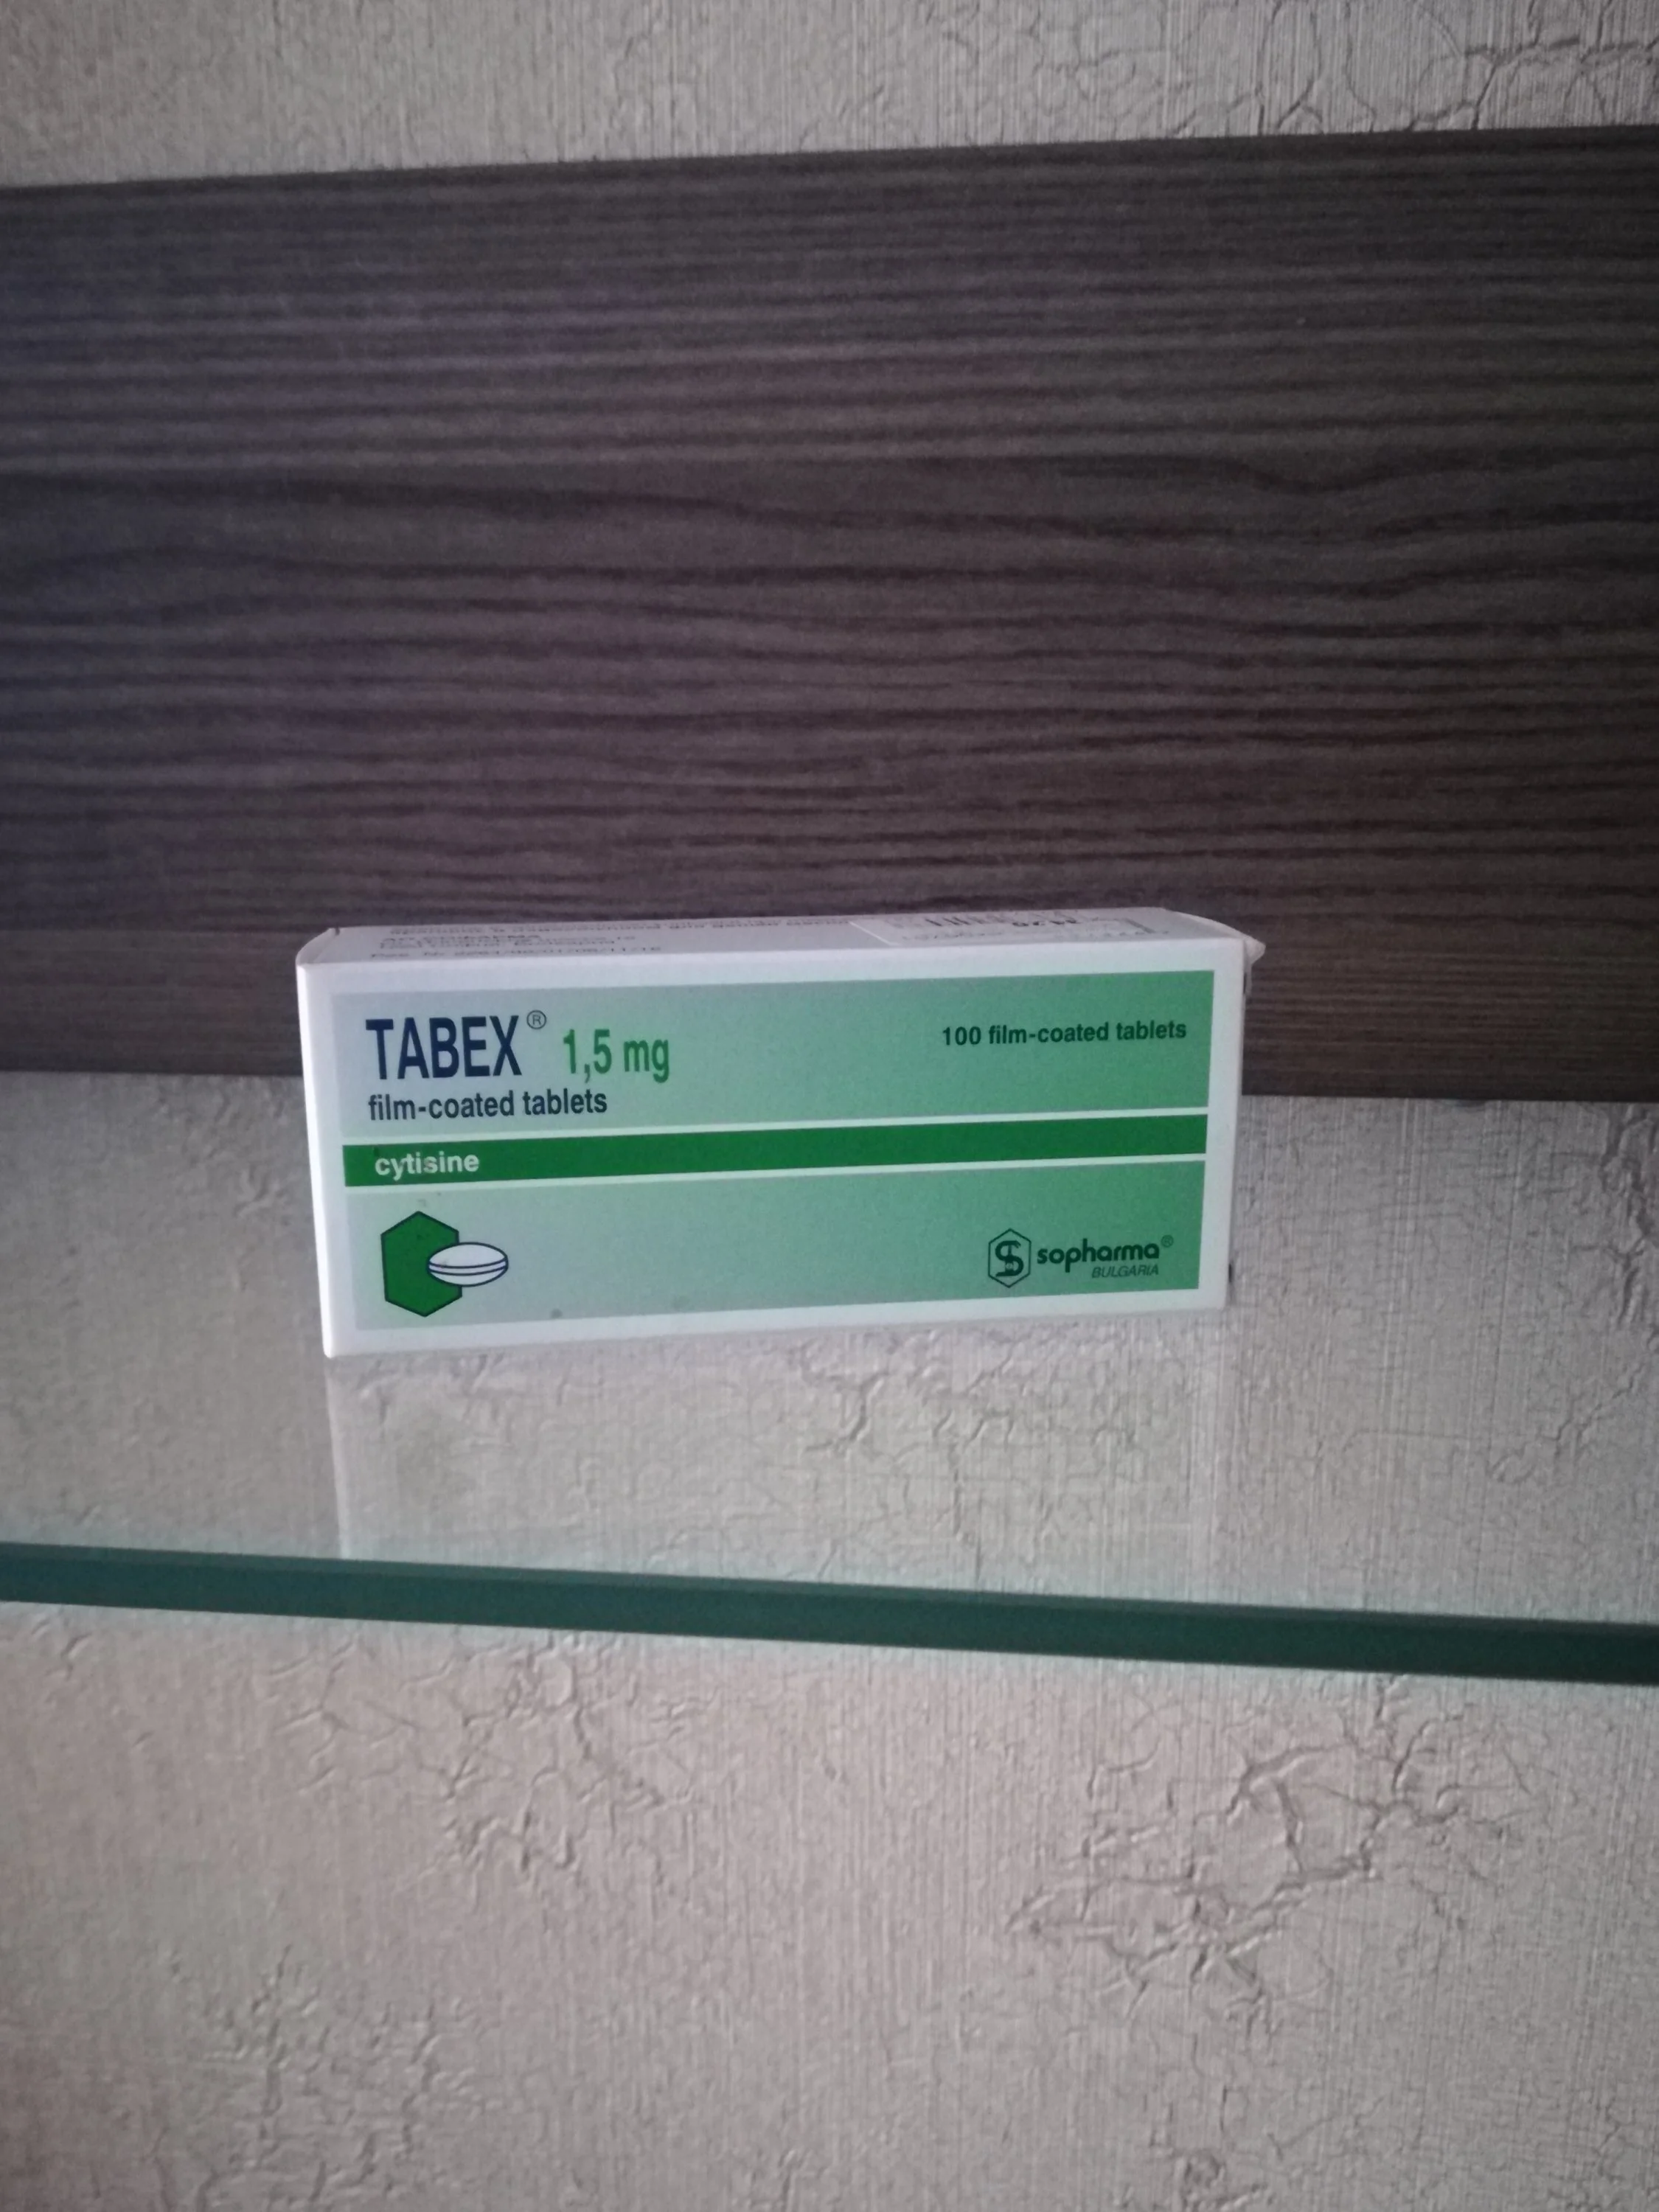 TABEX® 1,5 mg
100 film-coated tablets
film-coated tablets
cytisine
sopharma®
BULGARIA